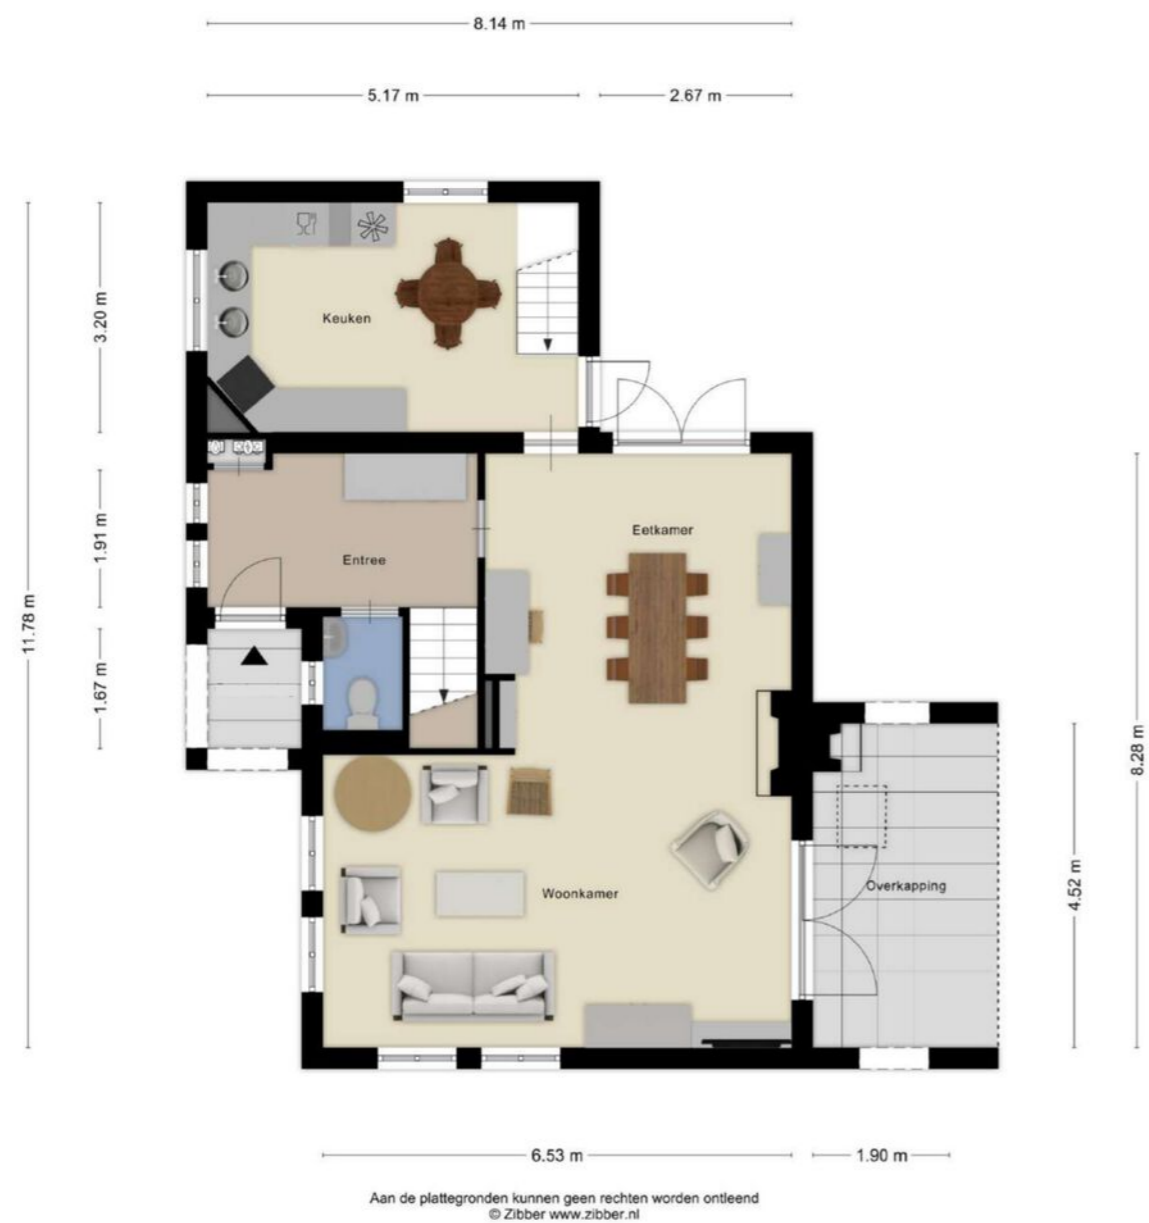 8.14 m
5.17 m
2.67 m
3.20 m
Keuken
11.78 m
1.91 m
Eetkamer
Entree
1.67 m
8.28 m
4.52 m
Overkapping
Woonkamer
6.53 m
1.90 m
Aan de plattegronden kunnen geen rechten worden ontleend
© Zibber www.zibber.nl